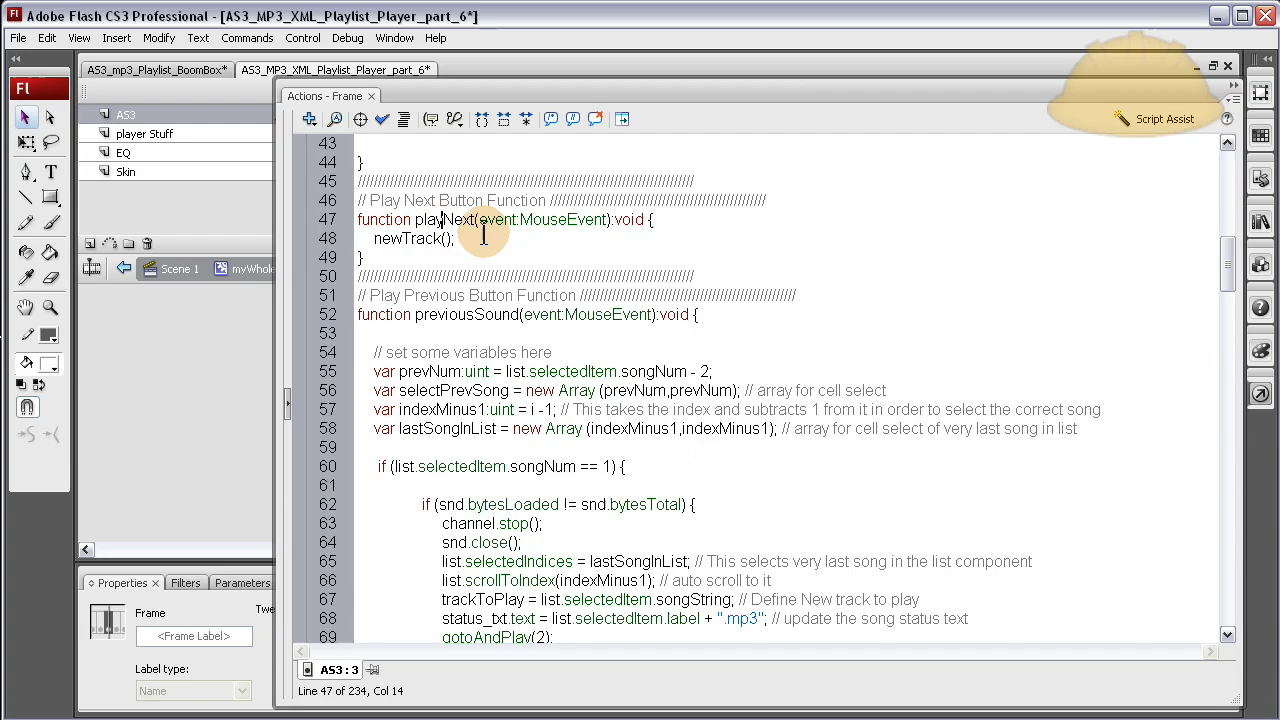 Adobe Flash CS3 Professional - [AS3_MP3_XML_Playlist_Player_part_6*]
File Edit View Insert Modify Text Commands Control Debug Window Help
AS3_mp3_Playlist_BoomBox* AS3_MP3_XML_Playlist_Player_part_6*
Fl
Actions - Frame
AS3
player Stuff
EQ
Skin
Script Assist
Scene 1 myWhole
43
44 }
45 ////////////////////////////////////////////////////////////////////////////////
46 // Play Next Button Function ////////////////////////////////////////////////////
47 function playNext(event:MouseEvent):void {
48 newTrack();
49 }
50 ////////////////////////////////////////////////////////////////////////////////
51 // Play Previous Button Function ////////////////////////////////////////////////////
52 function previousSound(event:MouseEvent):void {
53
54 // set some variables here
55 var prevNum:uint = list.selectedItem.songNum - 2;
56 var selectPrevSong = new Array (prevNum,prevNum); // array for cell select
57 var indexMinus1:uint = i - 1; // This takes the index and subtracts 1 from it in order to select the correct song
58 var lastSongInList = new Array (indexMinus1,indexMinus1); // array for cell select of very last song in list
59
60 if (list.selectedItem.songNum == 1) {
61
62 if (snd.bytesLoaded != snd.bytesTotal) {
63 channel.stop();
64 snd.close();
65 list.selectedIndices = lastSongInList; // This selects very last song in the list component
66 list.scrollToIndex(indexMinus1); // auto scroll to it
67 trackToPlay = list.selectedItem.songString; // Define New track to play
68 status_txt.text = list.selectedItem.label + ".mp3"; // update the song status text
69 gotoAndPlay(2);
Properties Filters Parameters
Frame
<Frame Label>
Label type:
Name
AS3:3
Line 47 of 234, Col 14